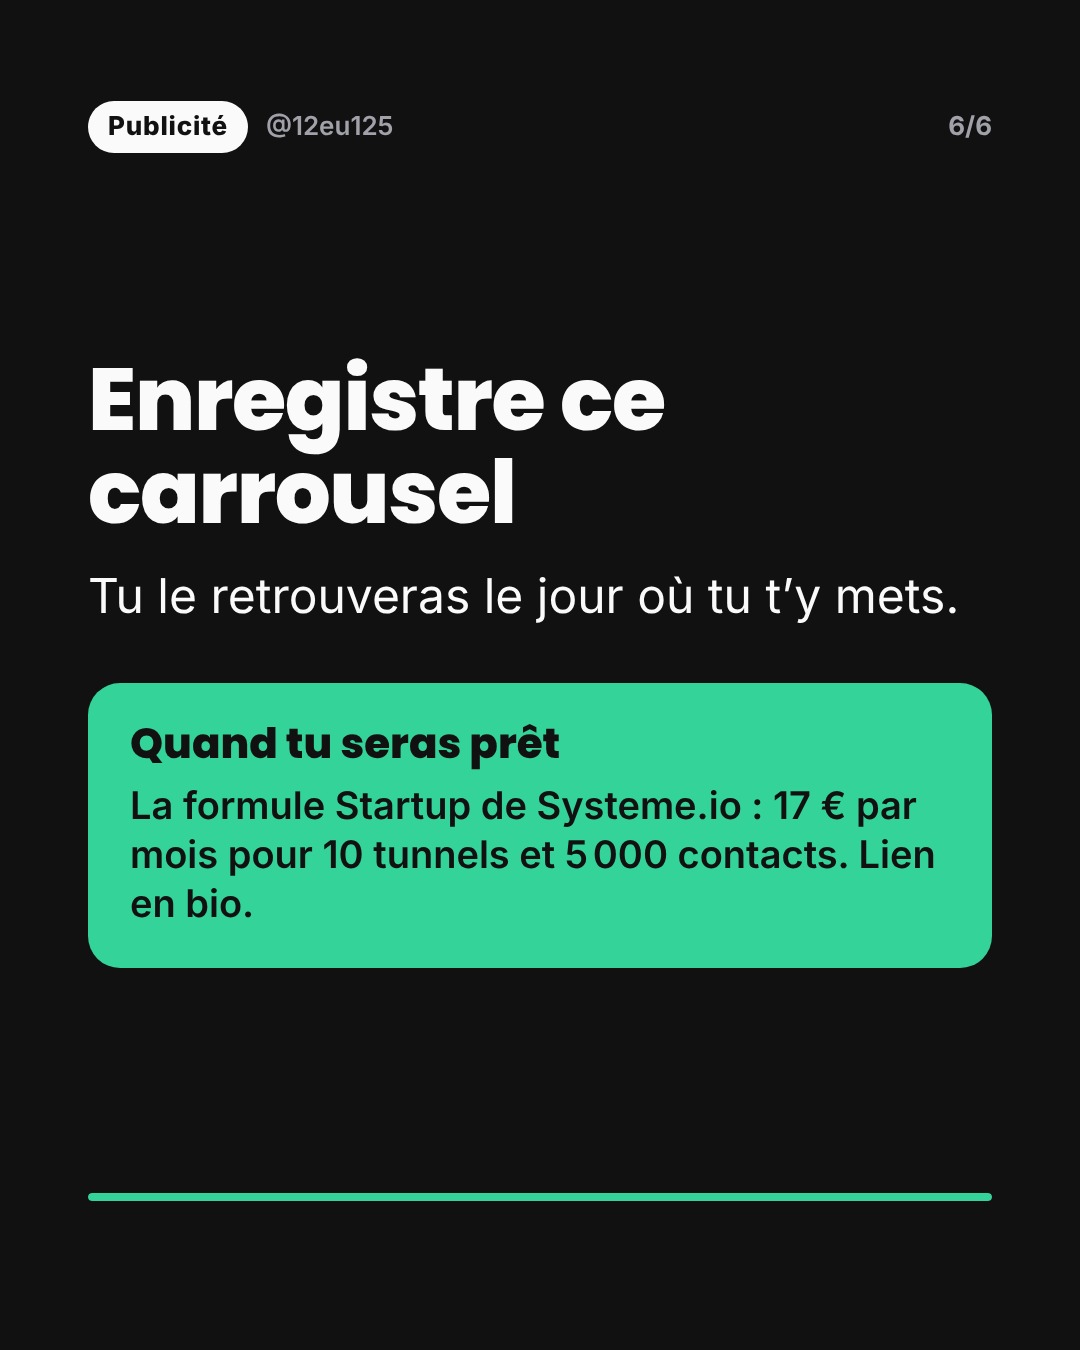 Publicité @12eu125 6/6
Enregistre ce
carrousel
Tu le retrouveras le jour où tu t’y mets.
Quand tu seras prêt
La formule Startup de Systeme.io : 17 € par
mois pour 10 tunnels et 5 000 contacts. Lien
en bio.